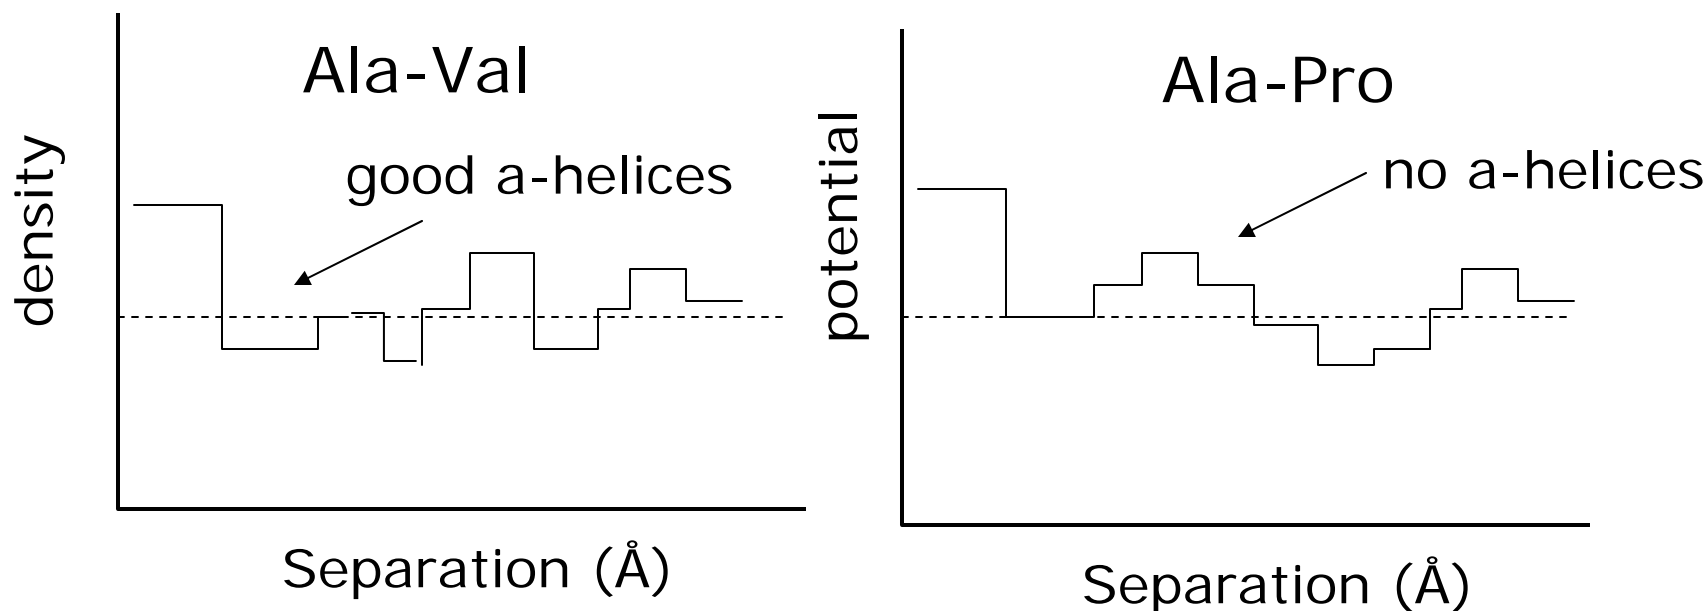 Ala-Val
good a-helices
density
Separation (Å)
Ala-Pro
no a-helices
potential
Separation (Å)